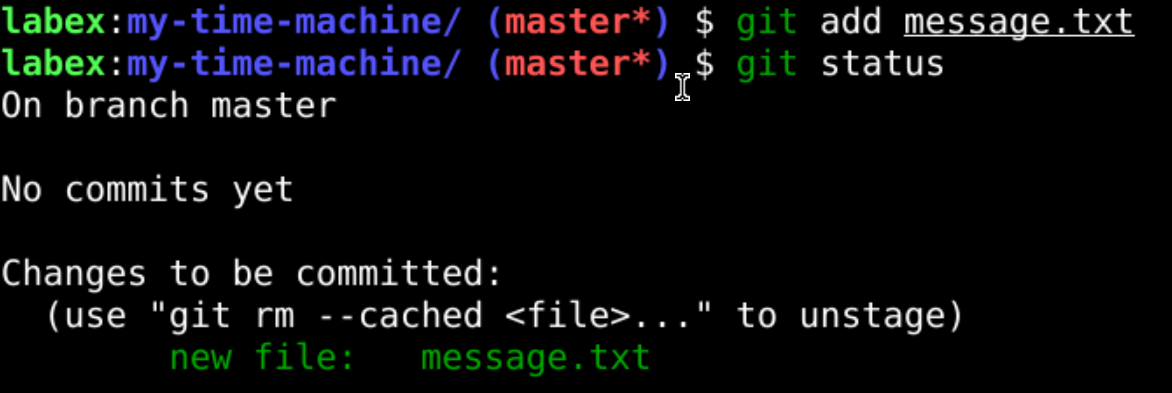 labex:my-time-machine/ (master*) $ git add message.txt
labex:my-time-machine/ (master*) $ git status
On branch master
No commits yet
Changes to be committed:
  (use "git rm --cached <file>..." to unstage)
        new file:   message.txt